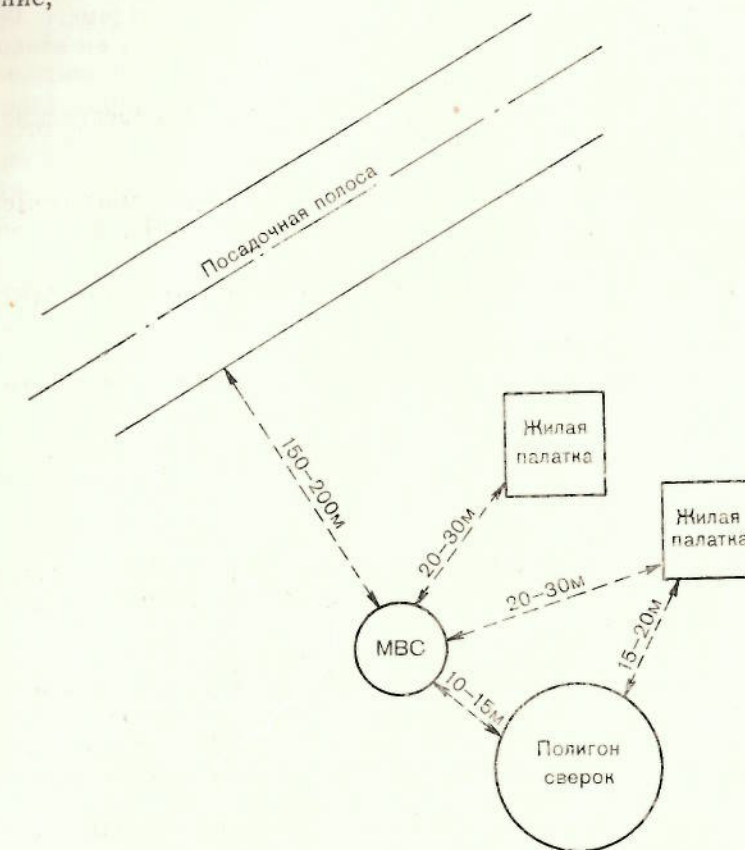 ние,
Посадочная полоса
150–200м
Жилая
палатка
20–30м
Жилая
палатка
20–30м
15–20м
МВС
10–15м
Полигон
сверок